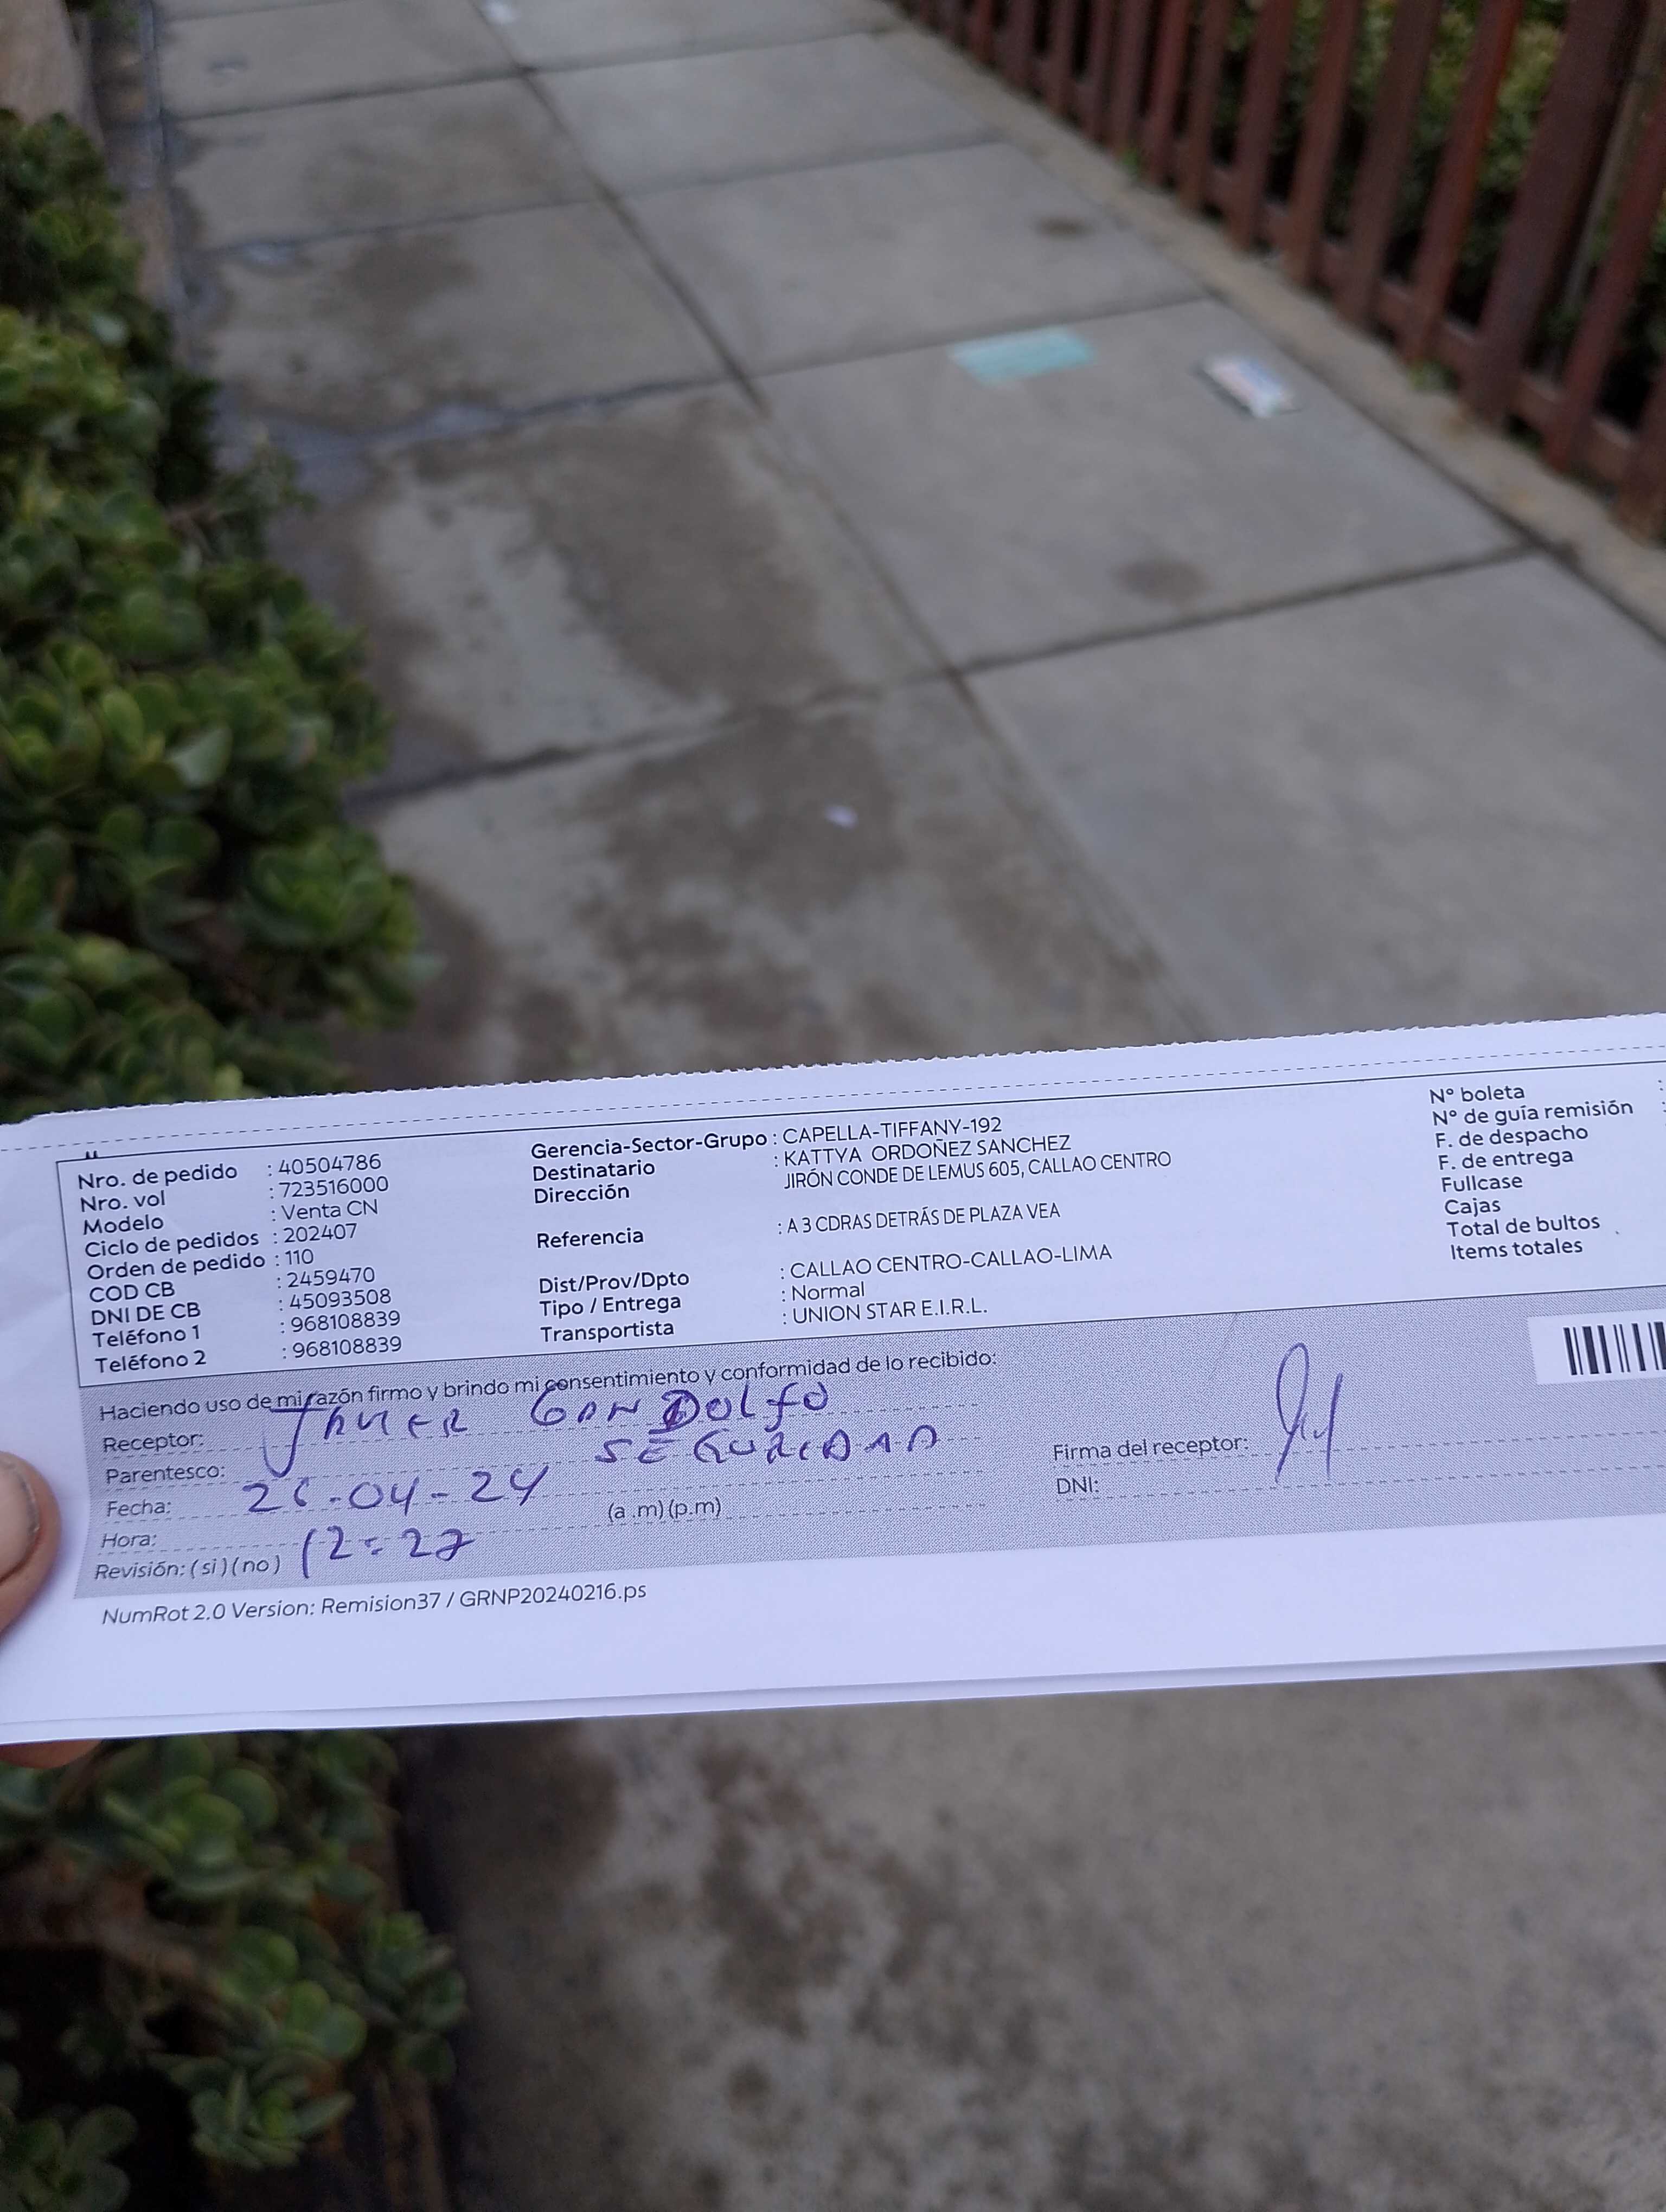 Nro. de pedido : 40504786
Nro. vol : 723516000
Modelo : Venta CN
Ciclo de pedidos : 202407
Orden de pedido : 110
COD CB : 2459470
DNI DE CB : 45093508
Teléfono 1 : 968108839
Teléfono 2 : 968108839
Gerencia-Sector-Grupo : CAPELLA-TIFFANY-192
Destinatario : KATTYA ORDOÑEZ SANCHEZ
Dirección JIRÓN CONDE DE LEMUS 605, CALLAO CENTRO
Referencia : A 3 CDRAS DETRÁS DE PLAZA VEA
Dist/Prov/Dpto : CALLAO CENTRO-CALLAO-LIMA
Tipo / Entrega : Normal
Transportista : UNION STAR E.I.R.L.
N° boleta :
N° de guía remisión :
F. de despacho
F. de entrega
Fullcase
Cajas
Total de bultos
Items totales
Haciendo uso de mi razón firmo y brindo mi consentimiento y conformidad de lo recibido:
Receptor: JAVIER GANDOLFO
Parentesco: SEGURIDAD
Fecha: 26-04-24
Hora: 12:27 (a .m) (p.m)
Revisión: ( si ) ( no )
Firma del receptor:
DNI:
NumRot 2.0 Version: Remision37 / GRNP20240216.ps